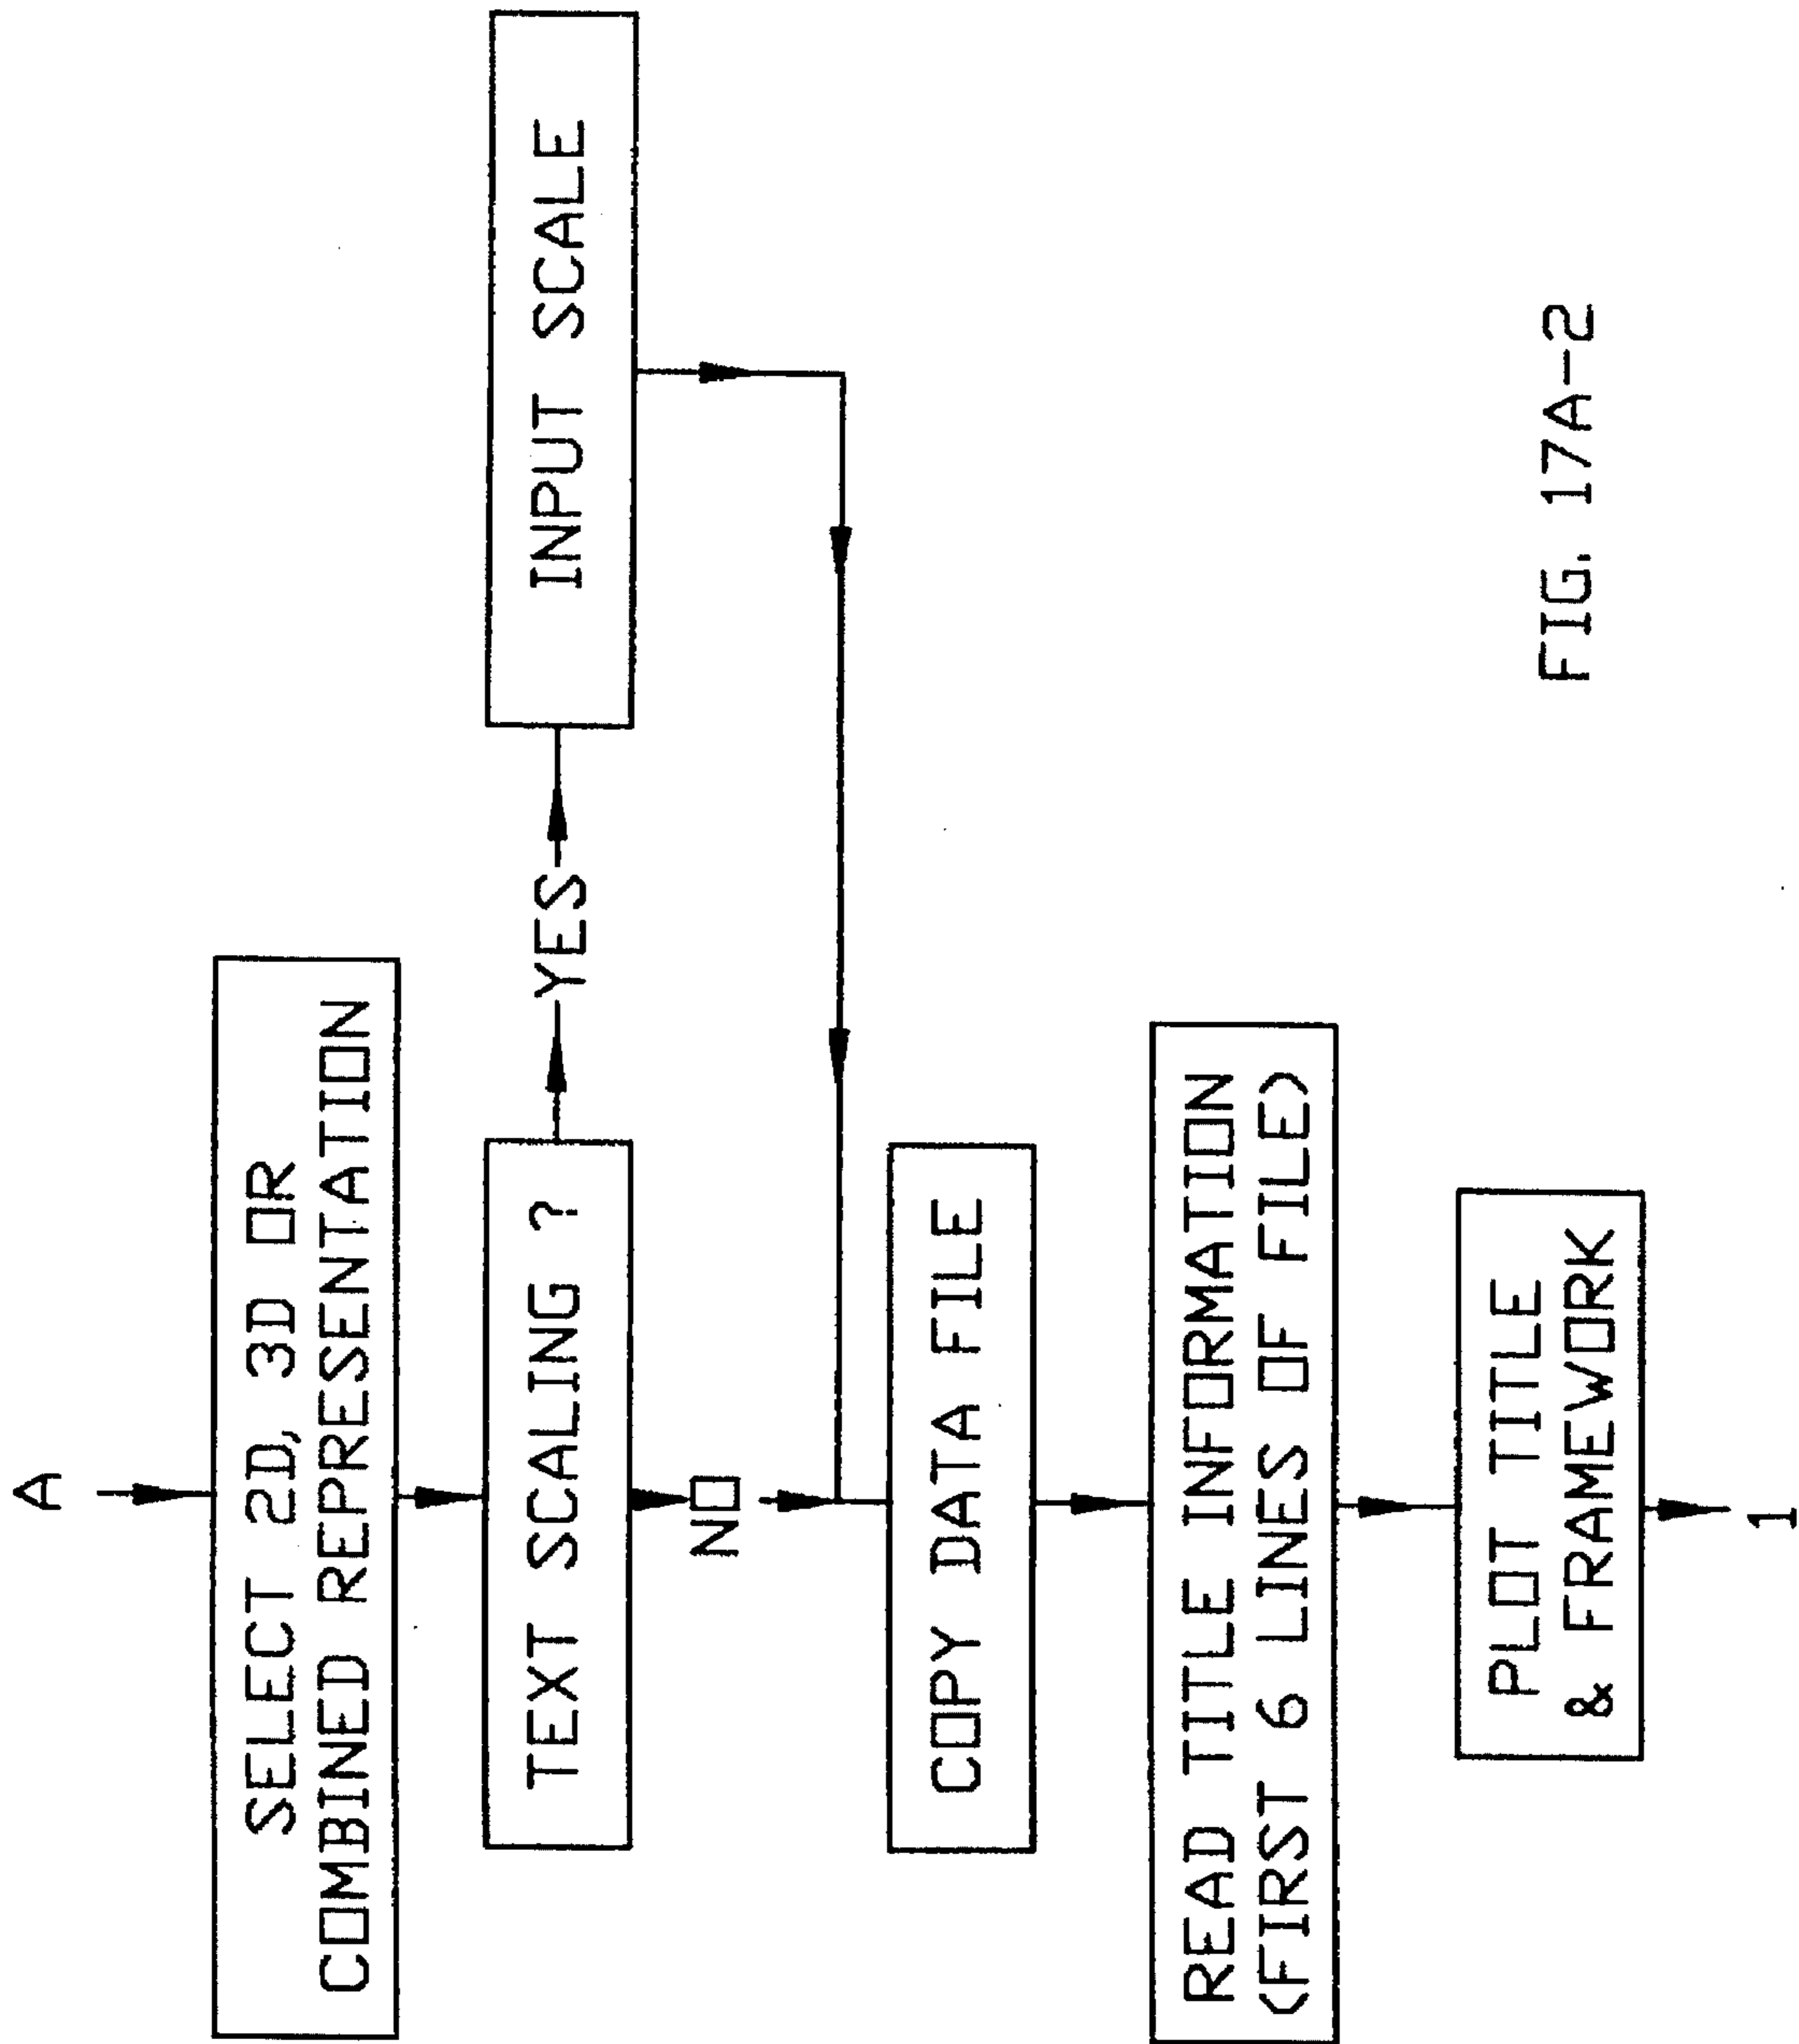 A
SELECT 2D, 3D OR
COMBINED REPRESENTATION
TEXT SCALING ?
YES
INPUT SCALE
NO
COPY DATA FILE
READ TITLE INFORMATION
(FIRST 6 LINES OF FILE)
PLOT TITLE
& FRAMEWORK
1
FIG. 17A-2